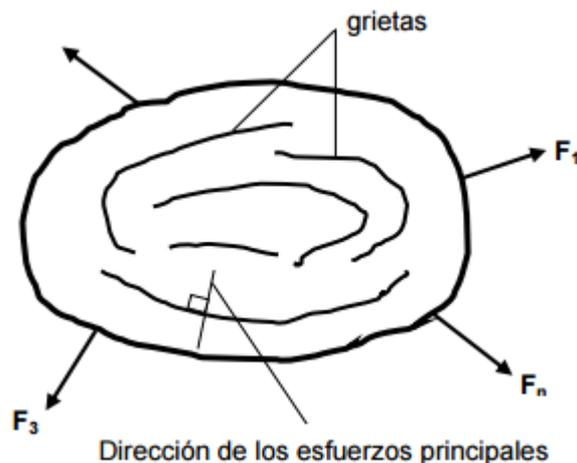 grietas
F₁
Fₙ
F₃
Dirección de los esfuerzos principales